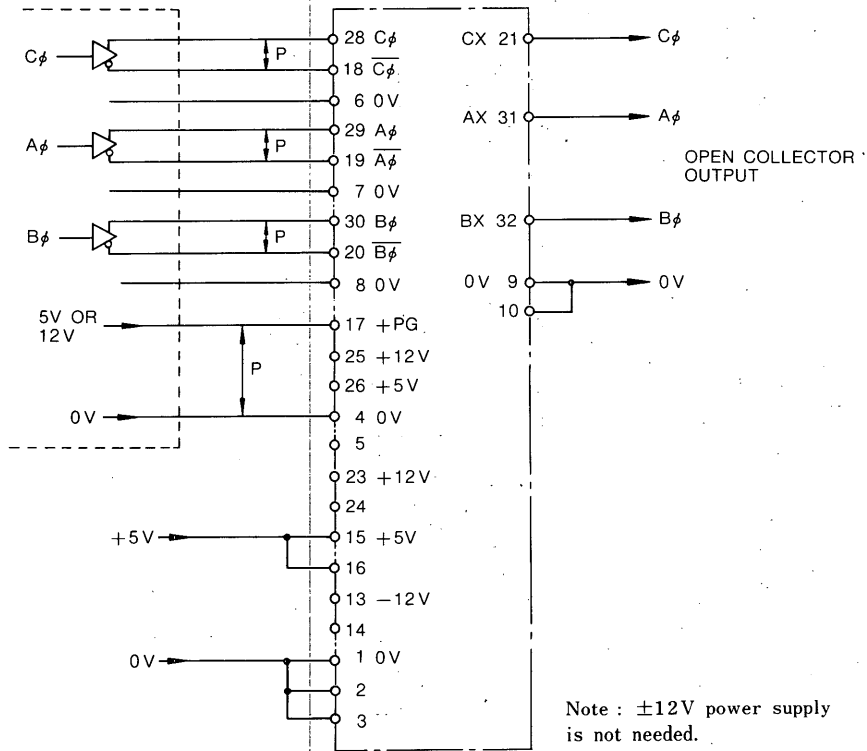 28 Cϕ
CX 21
Cϕ
Cϕ
P
18 C̅ϕ̅
6 0V
29 Aϕ
AX 31
Aϕ
Aϕ
P
19 A̅ϕ̅
OPEN COLLECTOR
OUTPUT
7 0V
30 Bϕ
BX 32
Bϕ
Bϕ
P
20 B̅ϕ̅
8 0V
0V 9
0V
10
5V OR
12V
17 +PG
25 +12V
P
26 +5V
0V
4 0V
5
23 +12V
24
+5V
15 +5V
16
13 −12V
14
0V
1 0V
2
3
Note : ±12V power supply
is not needed.